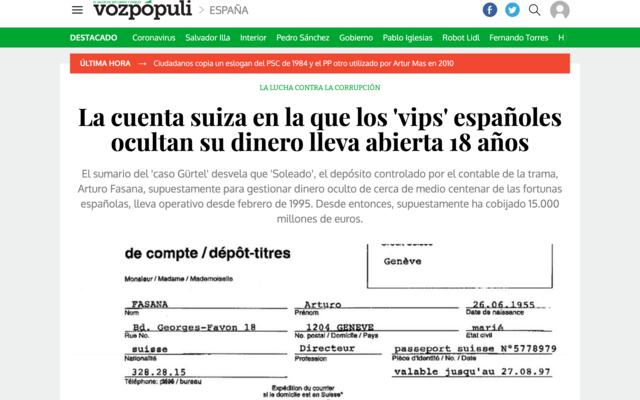 vozpópuli > ESPAÑA
DESTACADO Coronavirus Salvador Illa Interior Pedro Sánchez Gobierno Pablo Iglesias Robot Lidl Fernando Torres H
ÚLTIMA HORA → Ciudadanos copia un eslogan del PSC de 1984 y el PP otro utilizado por Artur Mas en 2010
LA LUCHA CONTRA LA CORRUPCIÓN
La cuenta suiza en la que los 'vips' españoles
ocultan su dinero lleva abierta 18 años
El sumario del 'caso Gürtel' desvela que 'Soleado', el depósito controlado por el contable de la trama,
Arturo Fasana, supuestamente para gestionar dinero oculto de cerca de medio centenar de las fortunas
españolas, lleva operativo desde febrero de 1995. Desde entonces, supuestamente ha cobijado 15.000
millones de euros.
de compte / dépôt-titres
Genève
Monsieur / Madame / Mademoiselle
FASANA Arturo 26.06.1955
Nom Prénom Date de naissance
Bd. Georges-Favon 18 1204 GENEVE marié
Rue No. No. postal / Domicile / Pays Etat civil
suisse Directeur passeport suisse N°5778979
Nationalité Profession Pièce d'identité / No. / Date
328.28.15 valable jusqu'au 27.08.97
Téléphone: / bureau
Expédition du courrier
si le domicile est en Suisse*